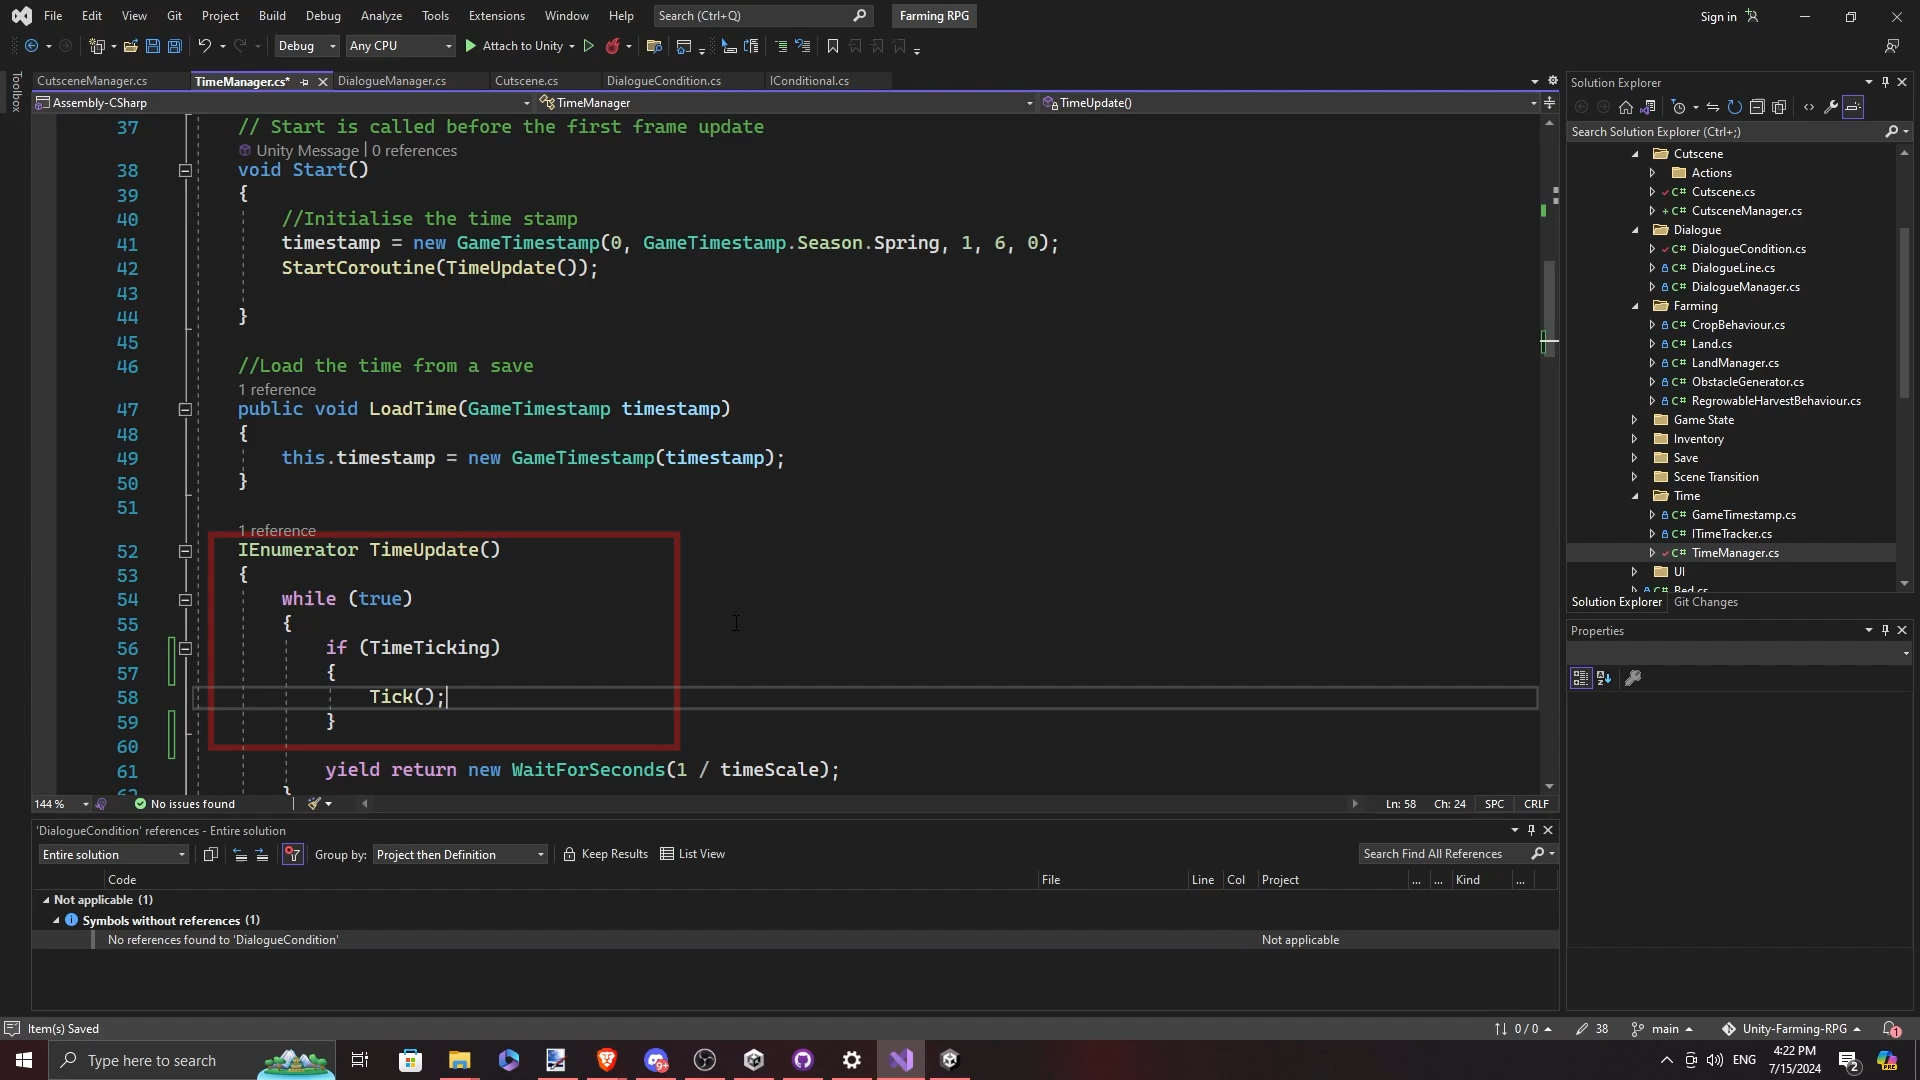 File Edit View Git Project Build Debug Analyze Tools Extensions Window Help Search (Ctrl+Q) Farming RPG Sign in
Debug Any CPU Attach to Unity
Toolbox
CutsceneManager.cs TimeManager.cs* DialogueManager.cs Cutscene.cs DialogueCondition.cs IConditional.cs
Assembly-CSharp TimeManager TimeUpdate()
37 // Start is called before the first frame update
Unity Message | 0 references
38 void Start()
39 {
40 //Initialise the time stamp
41 timestamp = new GameTimestamp(0, GameTimestamp.Season.Spring, 1, 6, 0);
42 StartCoroutine(TimeUpdate());
43
44 }
45
46 //Load the time from a save
1 reference
47 public void LoadTime(GameTimestamp timestamp)
48 {
49 this.timestamp = new GameTimestamp(timestamp);
50 }
51
1 reference
52 IEnumerator TimeUpdate()
53 {
54 while (true)
55 {
56 if (TimeTicking)
57 {
58 Tick();
59 }
60
61 yield return new WaitForSeconds(1 / timeScale);
}
144 % No issues found Ln: 58 Ch: 24 SPC CRLF
Solution Explorer
Search Solution Explorer (Ctrl+;)
Cutscene
Actions
C# Cutscene.cs
C# CutsceneManager.cs
Dialogue
C# DialogueCondition.cs
C# DialogueLine.cs
C# DialogueManager.cs
Farming
C# CropBehaviour.cs
C# Land.cs
C# LandManager.cs
C# ObstacleGenerator.cs
C# RegrowableHarvestBehaviour.cs
Game State
Inventory
Save
Scene Transition
Time
C# GameTimestamp.cs
C# ITimeTracker.cs
C# TimeManager.cs
UI
C# Bed.cs
Solution Explorer Git Changes
Properties
'DialogueCondition' references - Entire solution
Entire solution Group by: Project then Definition Keep Results List View Search Find All References
Code File Line Col Project ... ... Kind ...
Not applicable (1)
Symbols without references (1)
No references found to 'DialogueCondition' Not applicable
Item(s) Saved 0 / 0 38 main Unity-Farming-RPG 1
Type here to search 9+ ENG 4:22 PM 2
7/15/2024